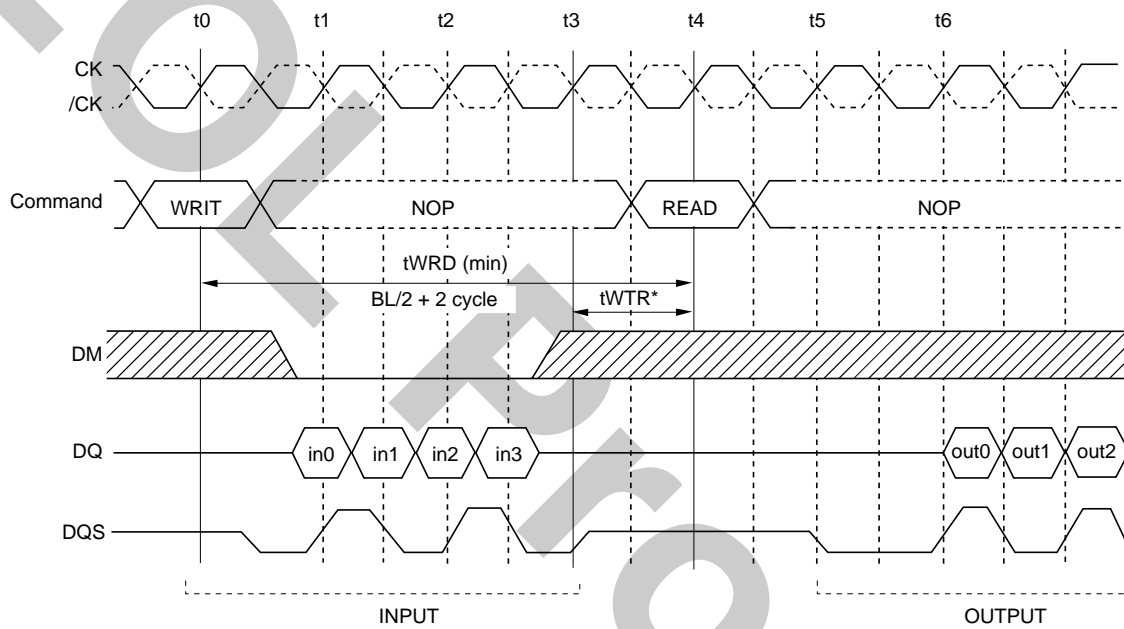 t0 t1 t2 t3 t4 t5 t6
CK
/CK
Command WRIT NOP READ NOP
tWRD (min)
BL/2 + 2 cycle tWTR*
DM
DQ in0 in1 in2 in3 out0 out1 out2
DQS
INPUT OUTPUT